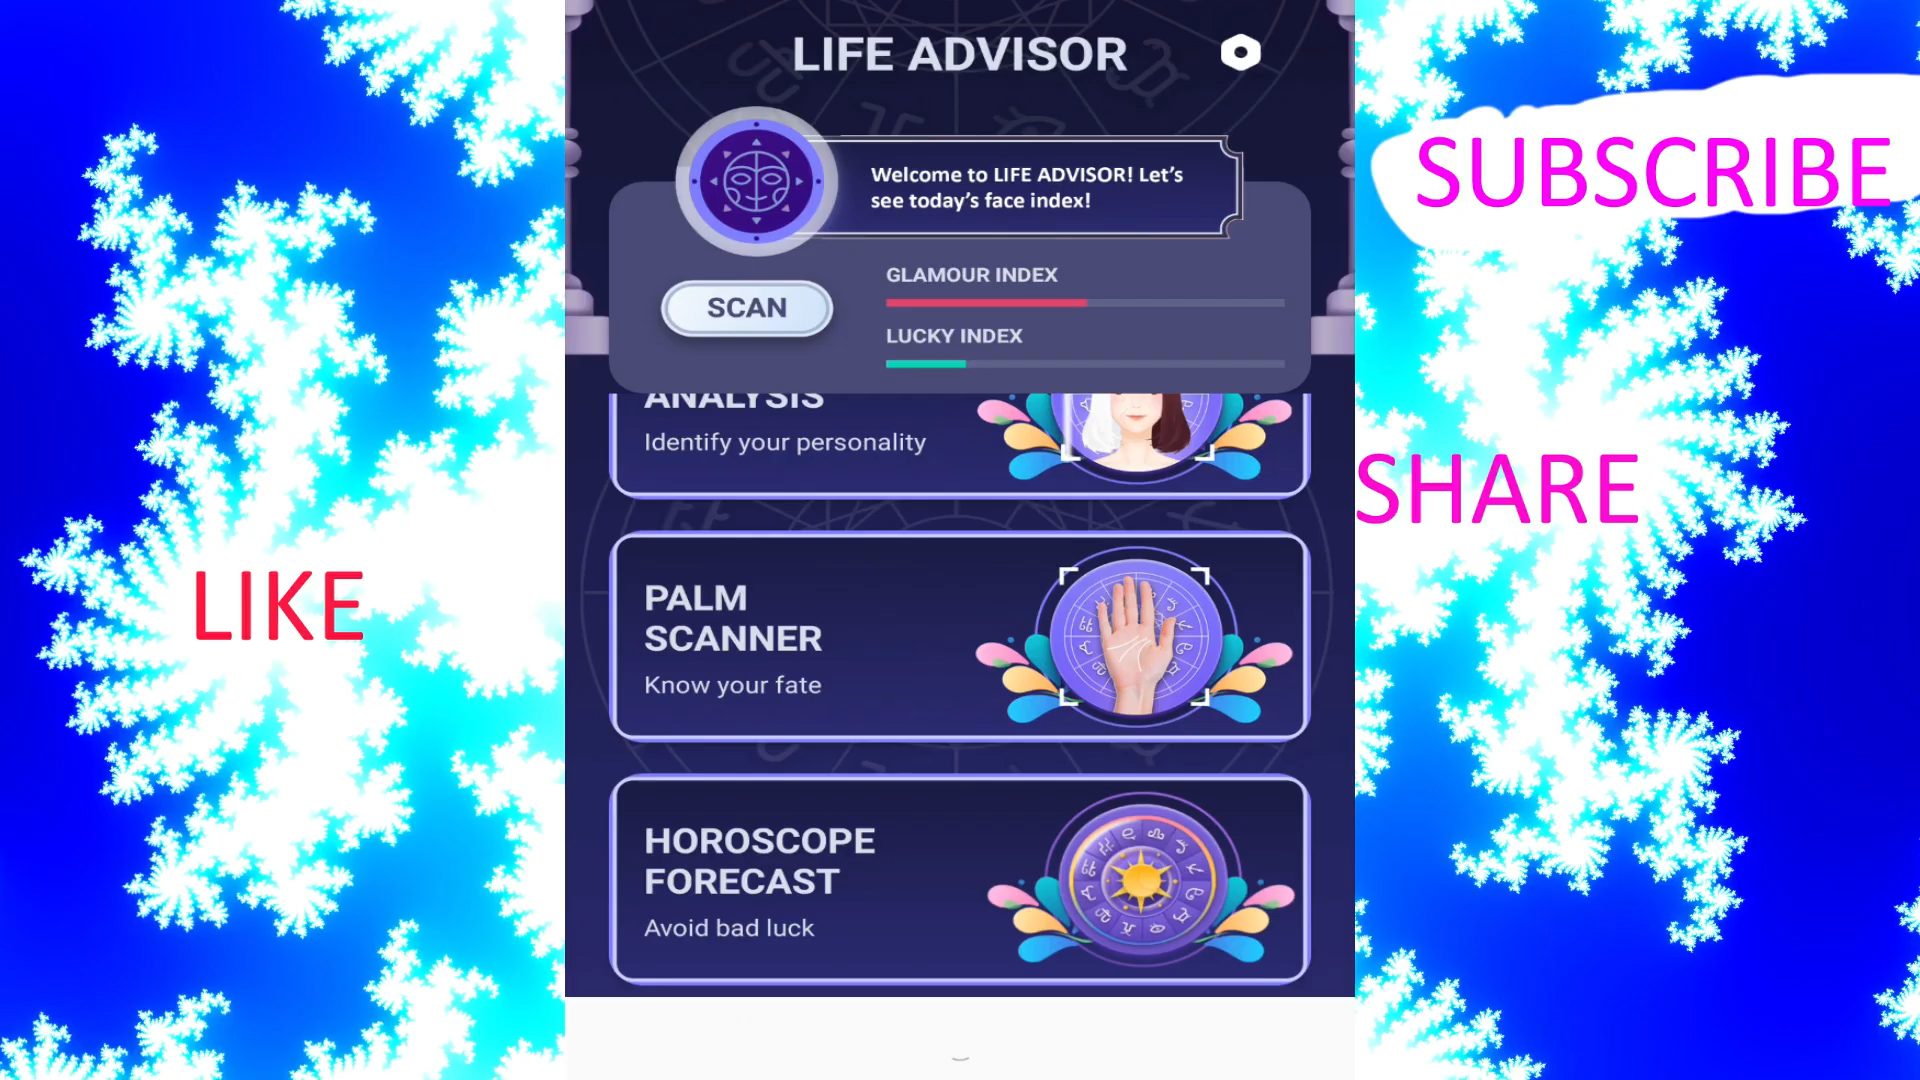 LIFE ADVISOR
Welcome to LIFE ADVISOR! Let's
see today's face index!
SCAN
GLAMOUR INDEX
LUCKY INDEX
ANALYSIS
Identify your personality
PALM
SCANNER
Know your fate
HOROSCOPE
FORECAST
Avoid bad luck
LIKE
SUBSCRIBE
SHARE